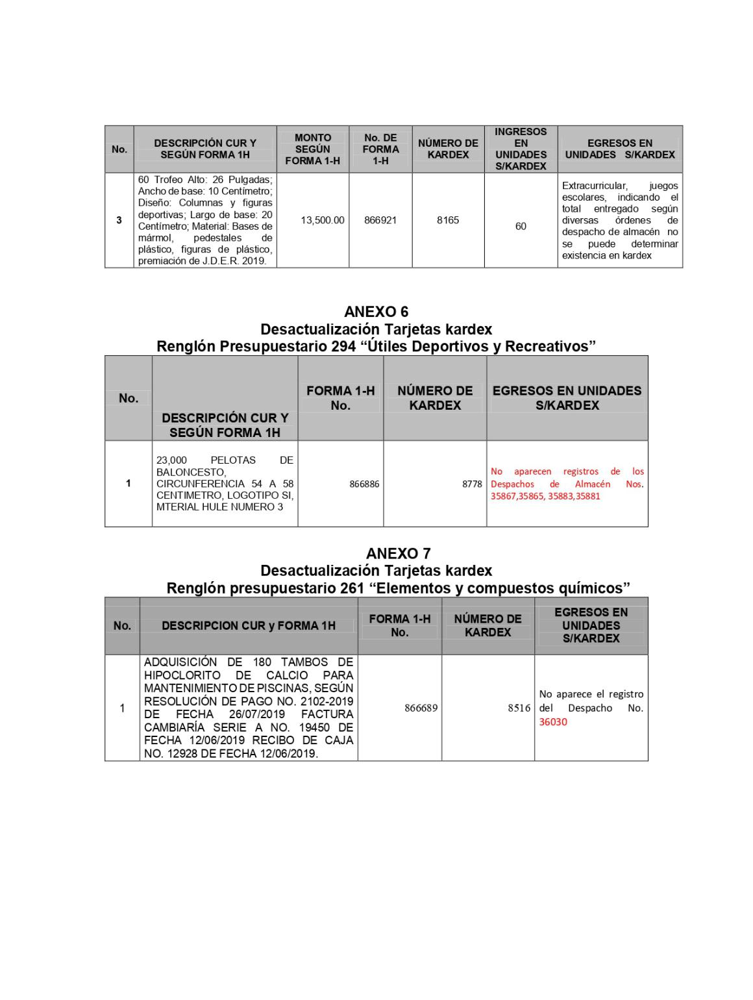 No.
DESCRIPCIÓN CUR Y
SEGÚN FORMA 1H
MONTO
SEGÚN
FORMA 1-H
No. DE
FORMA
1-H
NÚMERO DE
KARDEX
INGRESOS
EN
UNIDADES
S/KARDEX
EGRESOS EN
UNIDADES S/KARDEX
3
60 Trofeo Alto: 26 Pulgadas;
Ancho de base: 10 Centímetro;
Diseño: Columnas y figuras
deportivas; Largo de base: 20
Centímetro; Material: Bases de
mármol, pedestales de
plástico, figuras de plástico,
premiación de J.D.E.R. 2019.
13,500.00
866921
8165
60
Extracurricular, juegos
escolares, indicando el
total entregado según
diversas órdenes de
despacho de almacén no
se puede determinar
existencia en kardex
ANEXO 6
Desactualización Tarjetas kardex
Renglón Presupuestario 294 “Útiles Deportivos y Recreativos”
No.
DESCRIPCIÓN CUR Y
SEGÚN FORMA 1H
FORMA 1-H
No.
NÚMERO DE
KARDEX
EGRESOS EN UNIDADES
S/KARDEX
1
23,000 PELOTAS DE
BALONCESTO,
CIRCUNFERENCIA 54 A 58
CENTIMETRO, LOGOTIPO SI,
MTERIAL HULE NUMERO 3
866886
8778
No aparecen registros de los
Despachos de Almacén Nos.
35867,35865, 35883,35881
ANEXO 7
Desactualización Tarjetas kardex
Renglón presupuestario 261 “Elementos y compuestos químicos”
No.
DESCRIPCION CUR y FORMA 1H
FORMA 1-H
No.
NÚMERO DE
KARDEX
EGRESOS EN
UNIDADES
S/KARDEX
1
ADQUISICIÓN DE 180 TAMBOS DE
HIPOCLORITO DE CALCIO PARA
MANTENIMIENTO DE PISCINAS, SEGÚN
RESOLUCIÓN DE PAGO NO. 2102-2019
DE FECHA 26/07/2019 FACTURA
CAMBIARÍA SERIE A NO. 19450 DE
FECHA 12/06/2019 RECIBO DE CAJA
NO. 12928 DE FECHA 12/06/2019.
866689
8516
No aparece el registro
del Despacho No.
36030